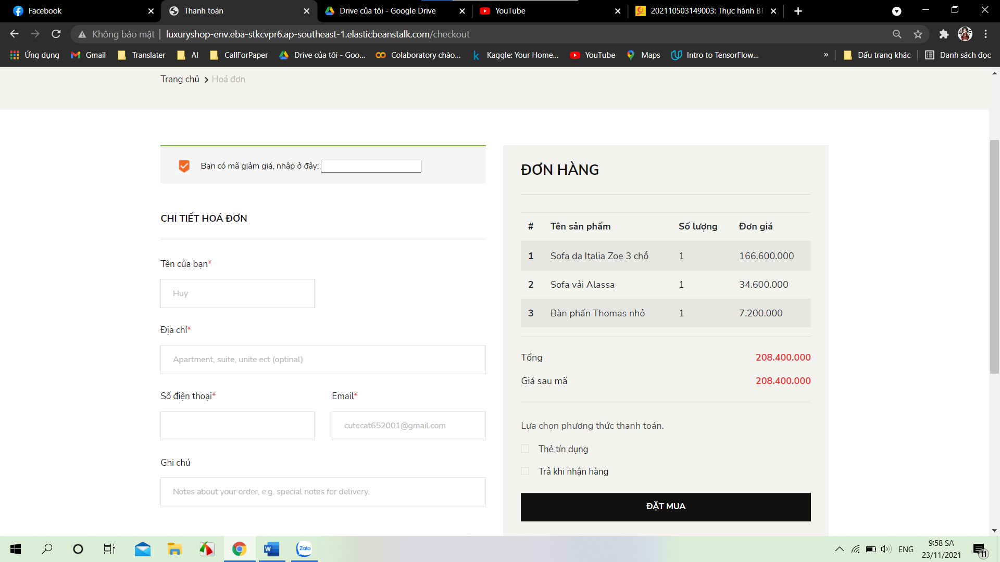 Facebook
Thanh toán
Drive của tôi - Google Drive
YouTube
202110503149003: Thực hành BT
Không bảo mật
luxuryshop-env.eba-stkcvpr6.ap-southeast-1.elasticbeanstalk.com/checkout
Ứng dụng
Gmail
Translater
AI
CallForPaper
Drive của tôi - Goo...
Colaboratory chào...
Kaggle: Your Home...
YouTube
Maps
Intro to TensorFlow...
»
Dấu trang khác
Danh sách đọc
Trang chủ > Hoá đơn
Bạn có mã giảm giá, nhập ở đây:
CHI TIẾT HOÁ ĐƠN
Tên của bạn*
Huy
Địa chỉ*
Apartment, suite, unite ect (optinal)
Số điện thoại* Email*
cutecat652001@gmail.com
Ghi chú
Notes about your order, e.g. special notes for delivery.
ĐƠN HÀNG
# Tên sản phẩm Số lượng Đơn giá
1 Sofa da Italia Zoe 3 chỗ 1 166.600.000
2 Sofa vải Alassa 1 34.600.000
3 Bàn phấn Thomas nhỏ 1 7.200.000
Tổng 208.400.000
Giá sau mã 208.400.000
Lựa chọn phương thức thanh toán.
Thẻ tín dụng
Trả khi nhận hàng
ĐẶT MUA
W
Zalo
ENG
9:58 SA
23/11/2021
11